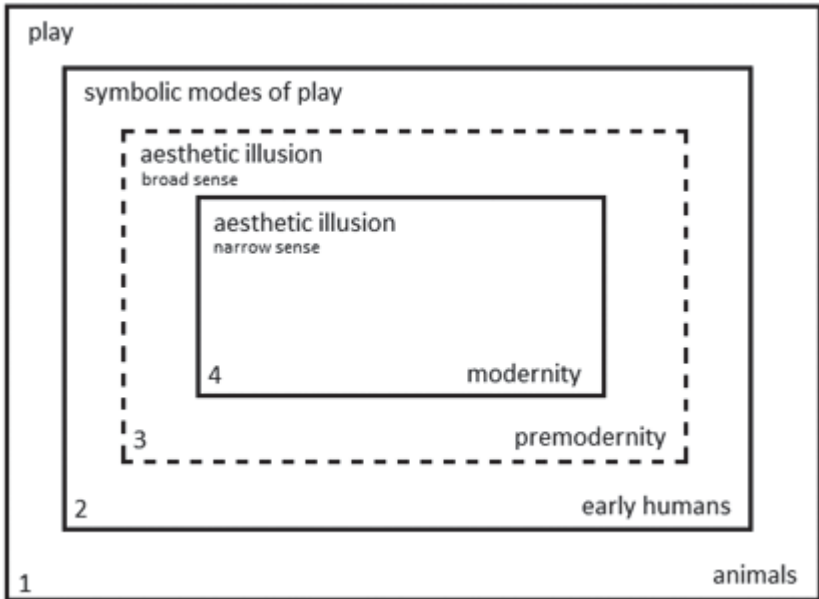 play
symbolic modes of play
aesthetic illusion
broad sense
aesthetic illusion
narrow sense
4 modernity
3 premodernity
2 early humans
1 animals